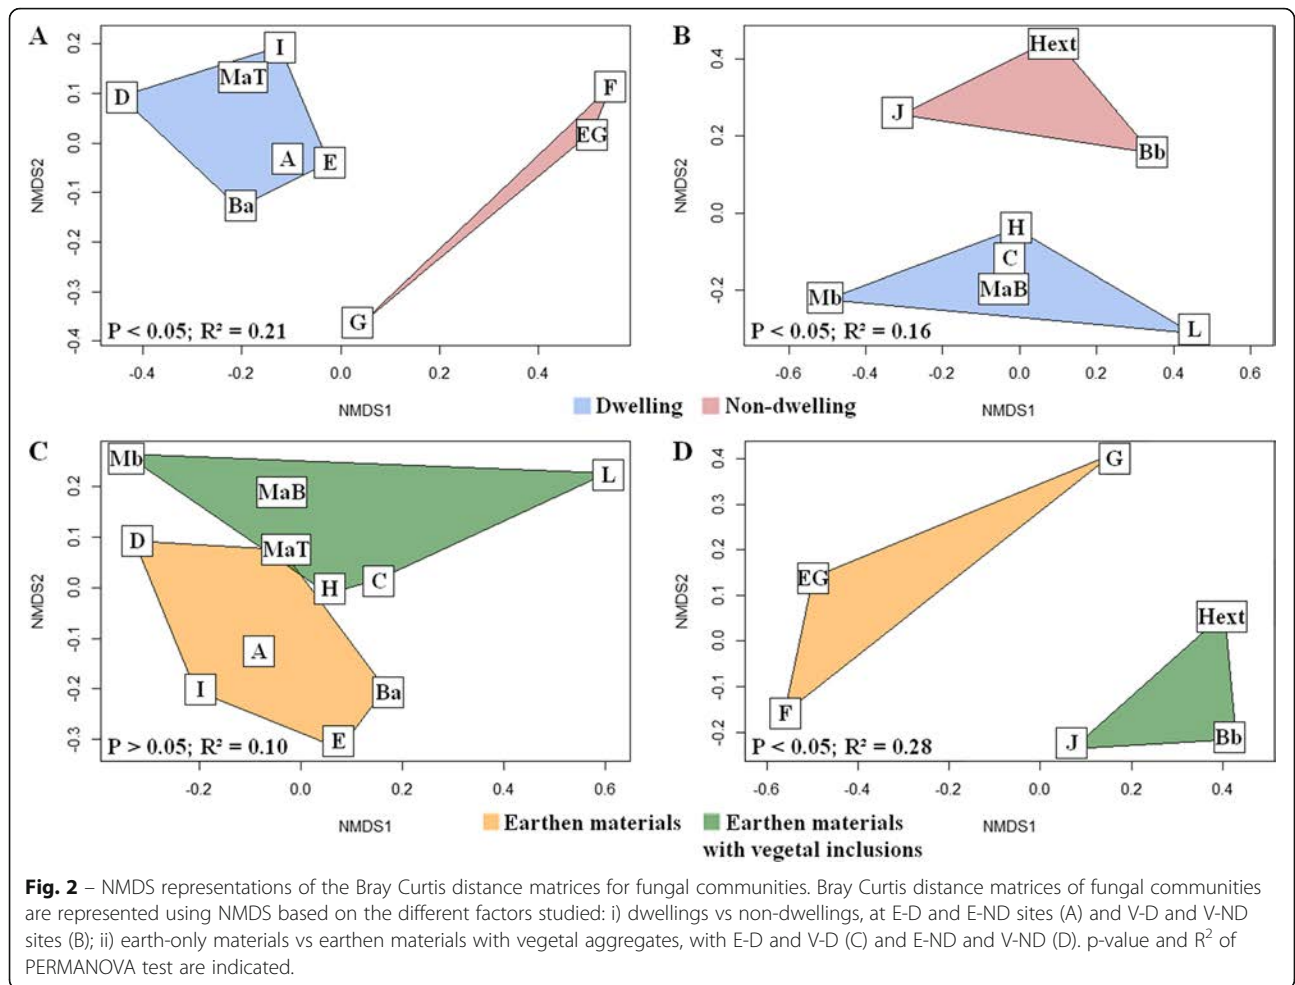 A
I
MaT
D
A
E
Ba
F
EG
G
P < 0.05; R² = 0.21
0.2
0.1
0.0
-0.1
-0.2
-0.3
-0.4
NMDS2
-0.4 -0.2 0.0 0.2 0.4
NMDS1
B
Hext
J
Bb
H
C
MaB
Mb
L
P < 0.05; R² = 0.16
0.4
0.2
0.0
-0.2
NMDS2
-0.6 -0.4 -0.2 0.0 0.2 0.4 0.6
NMDS1
Dwelling Non-dwelling
C
Mb
L
MaB
D
MaT
H
C
A
I
Ba
E
P > 0.05; R² = 0.10
0.2
0.1
0.0
-0.1
-0.2
-0.3
NMDS2
-0.2 0.0 0.2 0.4 0.6
NMDS1
D
G
EG
F
Hext
J
Bb
P < 0.05; R² = 0.28
0.4
0.3
0.2
0.1
0.0
-0.1
-0.2
NMDS2
-0.6 -0.4 -0.2 0.0 0.2 0.4
NMDS1
Earthen materials
Earthen materials
with vegetal inclusions
Fig. 2 – NMDS representations of the Bray Curtis distance matrices for fungal communities. Bray Curtis distance matrices of fungal communities
are represented using NMDS based on the different factors studied: i) dwellings vs non-dwellings, at E-D and E-ND sites (A) and V-D and V-ND
sites (B); ii) earth-only materials vs earthen materials with vegetal aggregates, with E-D and V-D (C) and E-ND and V-ND (D). p-value and R² of
PERMANOVA test are indicated.